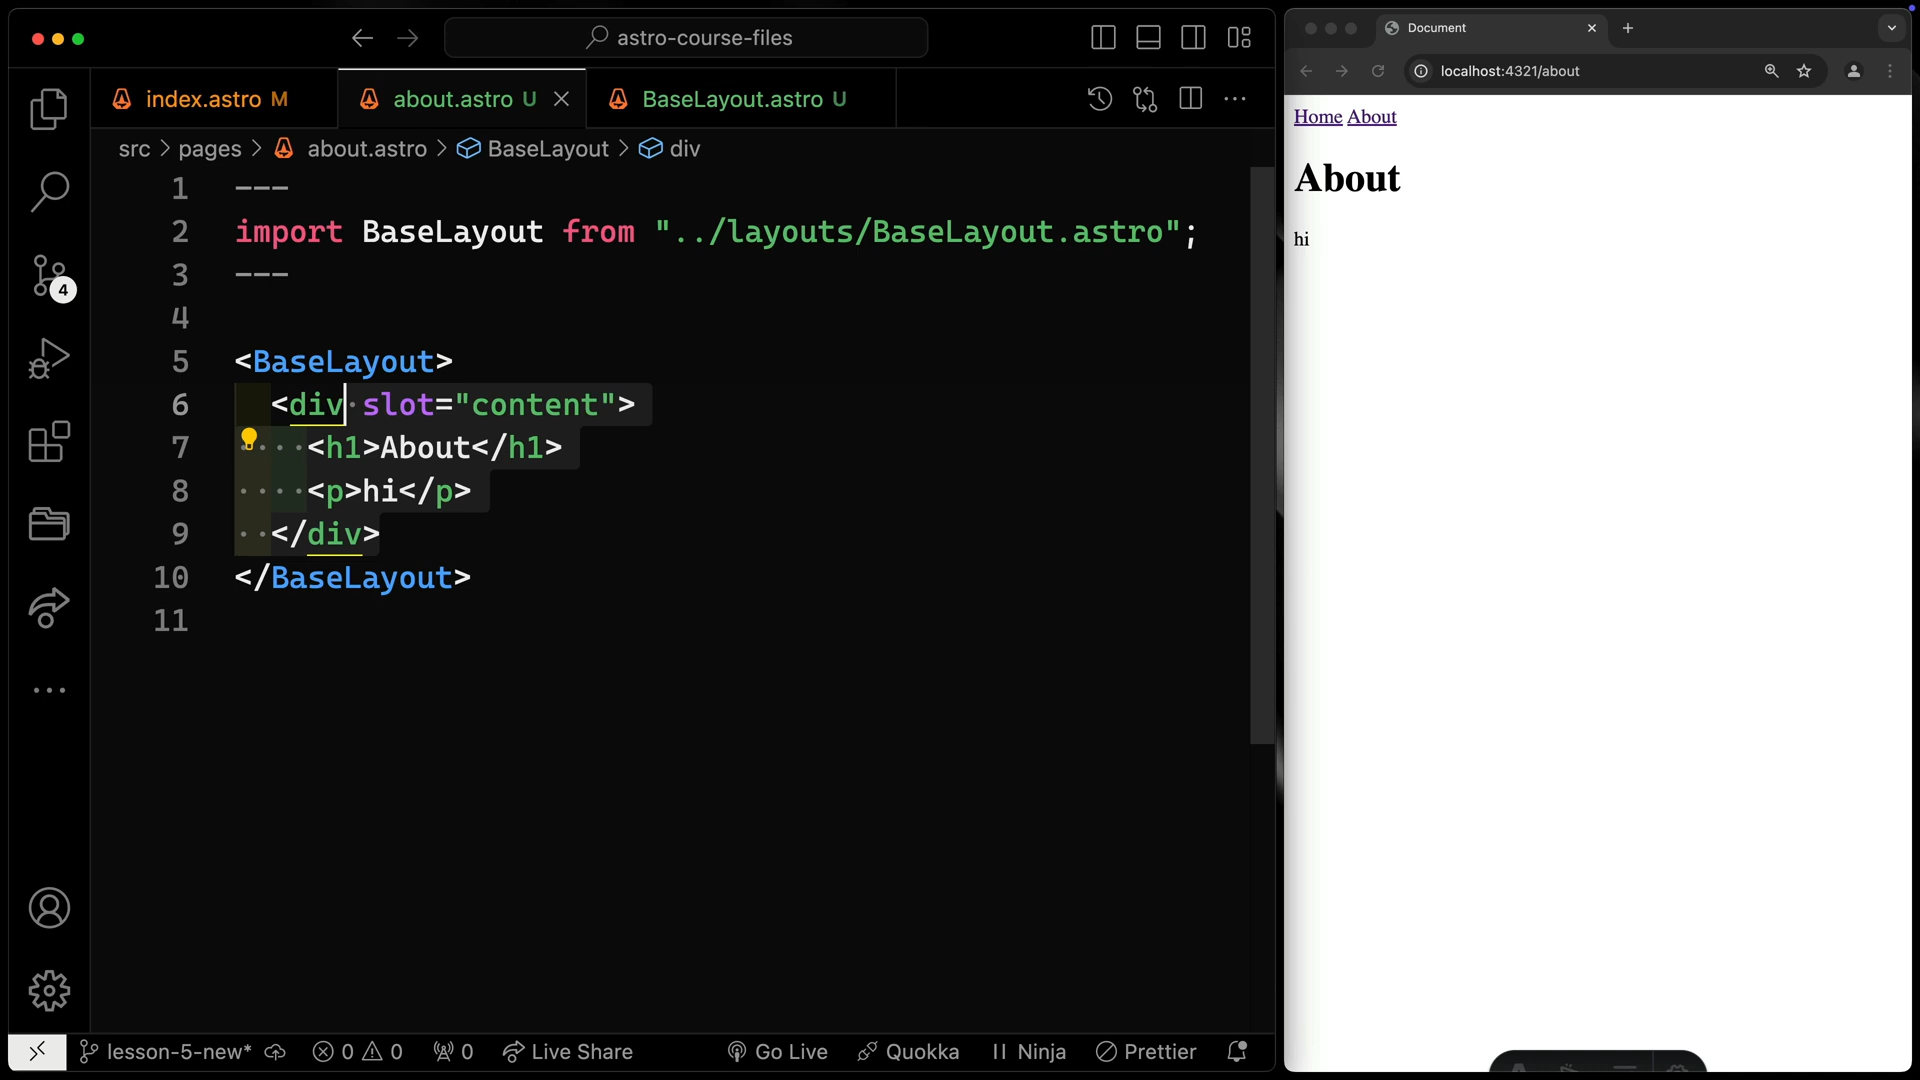 astro-course-files
index.astro M
about.astro U
BaseLayout.astro U
src > pages > about.astro > BaseLayout > div
1 ---
2 import BaseLayout from "../layouts/BaseLayout.astro";
3 ---
4
5 <BaseLayout>
6 <div slot="content">
7 <h1>About</h1>
8 <p>hi</p>
9 </div>
10 </BaseLayout>
11
4
lesson-5-new* 0 0 0 Live Share Go Live Quokka Ninja Prettier
Document
localhost:4321/about
Home About
About
hi